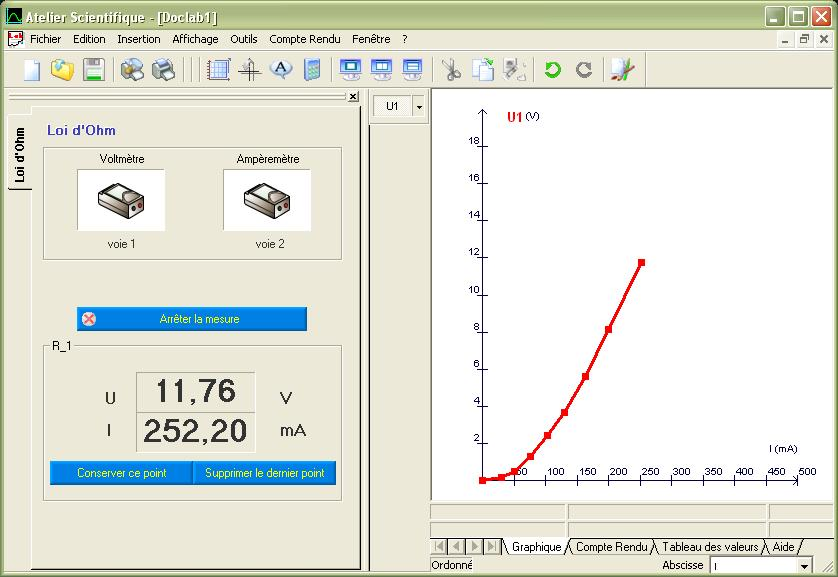 Atelier Scientifique - [Doclab1]
Fichier Edition Insertion Affichage Outils Compte Rendu Fenêtre ?
Loi d'Ohm
Loi d'Ohm
Voltmètre Ampèremètre
voie 1 voie 2
Arrêter la mesure
R_1
U 11,76 V
I 252,20 mA
Conserver ce point Supprimer le dernier point
U1
U1 (V)
18
16
14
12
10
8
6
4
2
I (mA)
50 100 150 200 250 300 350 400 450 500
Graphique Compte Rendu Tableau des valeurs Aide
Ordonné Abscisse I